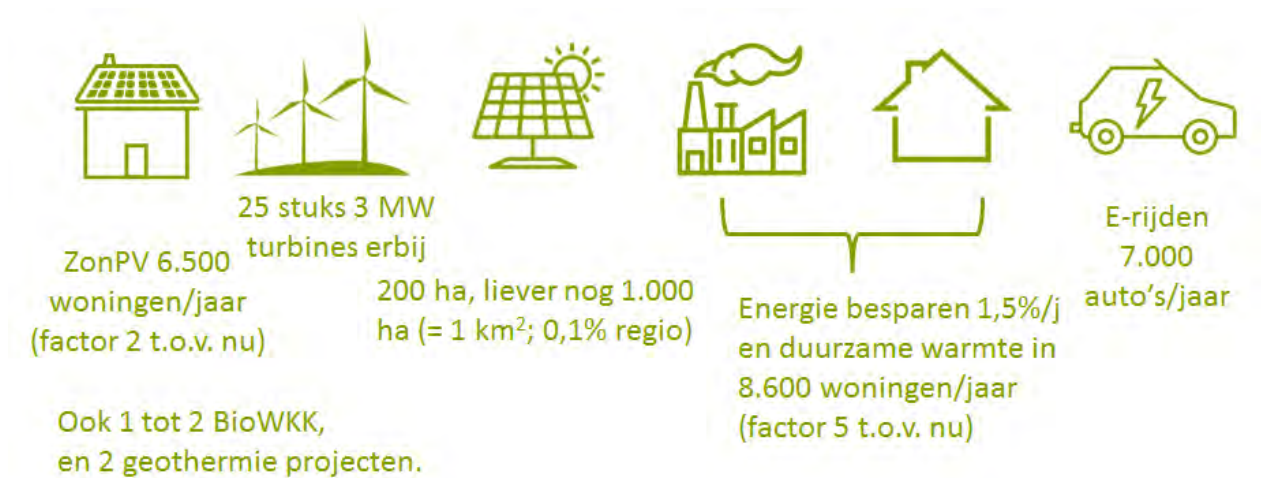 ZonPV 6.500
woningen/jaar
(factor 2 t.o.v. nu)
25 stuks 3 MW
turbines erbij
200 ha, liever nog 1.000
ha (= 1 km²; 0,1% regio)
Energie besparen 1,5%/j
en duurzame warmte in
8.600 woningen/jaar
(factor 5 t.o.v. nu)
E-rijden
7.000
auto's/jaar
Ook 1 tot 2 BioWKK,
en 2 geothermie projecten.